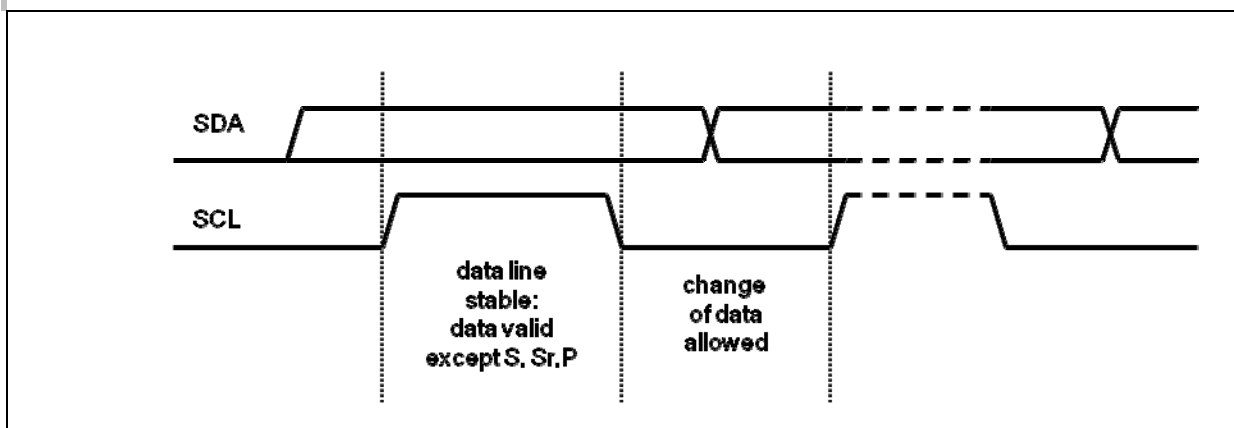 SDA
SCL
data line
stable:
data valid
except S, Sr,P
change
of data
allowed